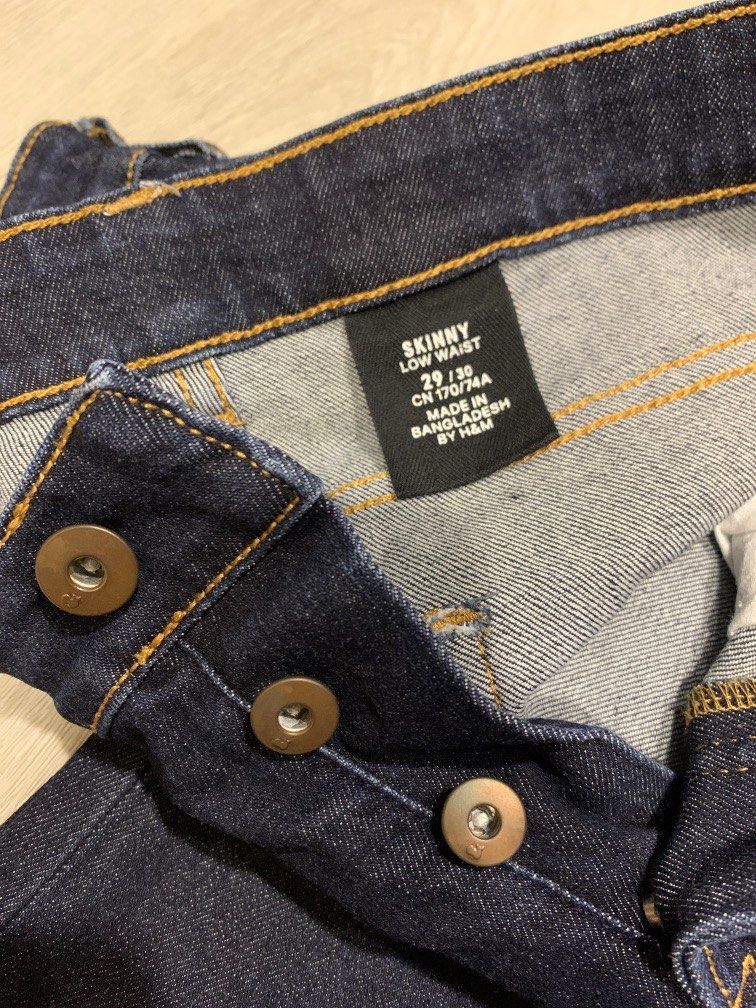 SKINNY
LOW WAIST
29 / 30
CN 170/74A
MADE IN
BANGLADESH
BY H&M